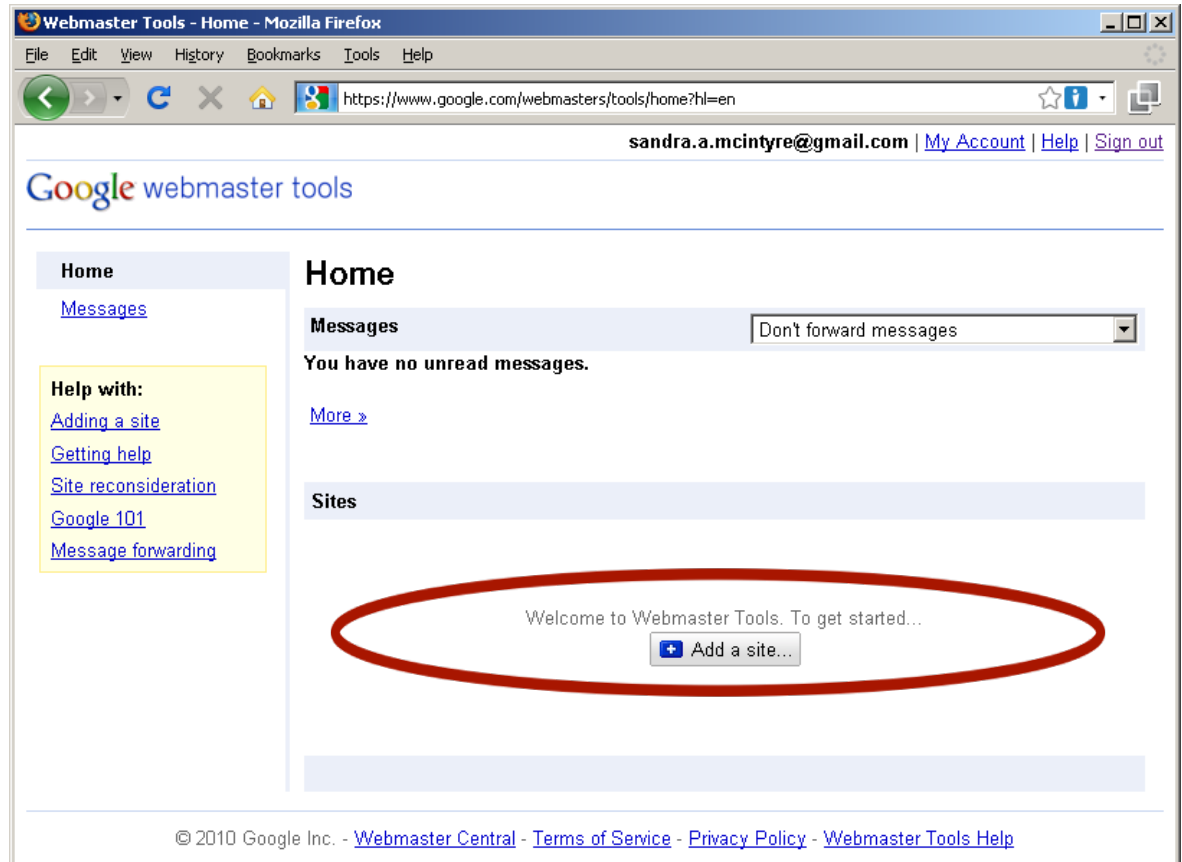 Webmaster Tools - Home - Mozilla Firefox
File Edit View History Bookmarks Tools Help
https://www.google.com/webmasters/tools/home?hl=en
sandra.a.mcintyre@gmail.com | My Account | Help | Sign out
Google webmaster tools
Home
Messages
Help with:
Adding a site
Getting help
Site reconsideration
Google 101
Message forwarding
Home
Messages Don't forward messages
You have no unread messages.
More »
Sites
Welcome to Webmaster Tools. To get started...
Add a site...
© 2010 Google Inc. - Webmaster Central - Terms of Service - Privacy Policy - Webmaster Tools Help